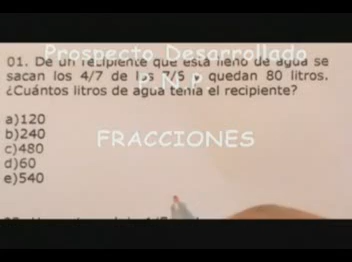 Prospecto Desarrollado
P.N.P
01. De un recipiente que está lleno de agua se
sacan los 4/7 de los 7/5 y quedan 80 litros.
¿Cuántos litros de agua tenía el recipiente?
a)120
b)240
FRACCIONES
c)480
d)60
e)540